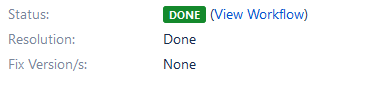 Status: DONE (View Workflow)
Resolution: Done
Fix Version/s: None